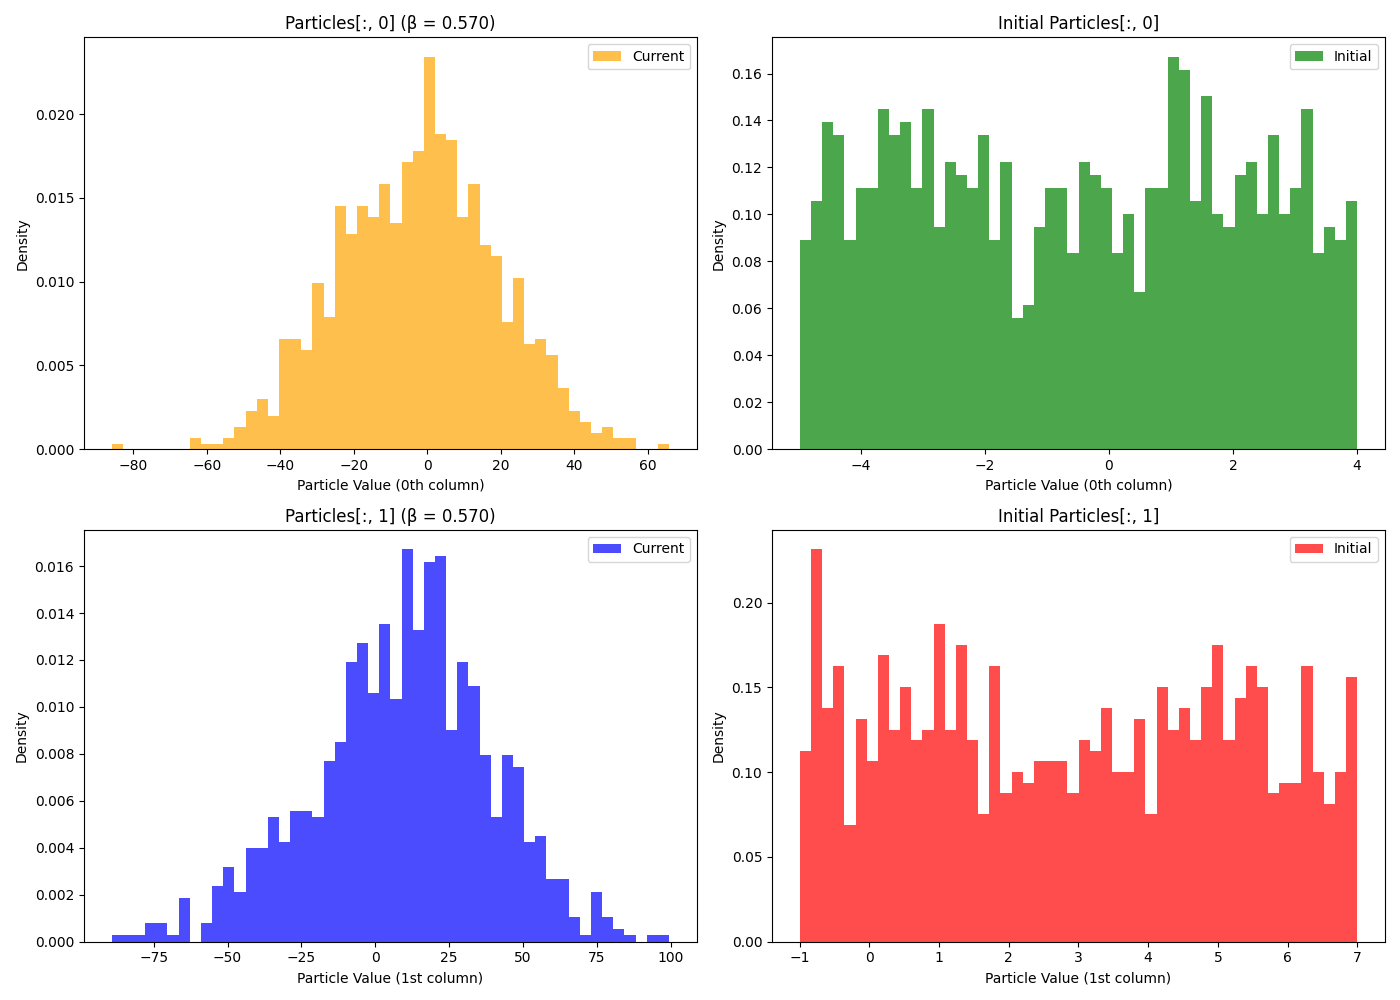 Particles[:, 0] (β = 0.570)
Current
Density
0.020
0.015
0.010
0.005
0.000
−80 −60 −40 −20 0 20 40 60
Particle Value (0th column)
Initial Particles[:, 0]
Initial
Density
0.16
0.14
0.12
0.10
0.08
0.06
0.04
0.02
0.00
−4 −2 0 2 4
Particle Value (0th column)
Particles[:, 1] (β = 0.570)
Current
Density
0.016
0.014
0.012
0.010
0.008
0.006
0.004
0.002
0.000
−75 −50 −25 0 25 50 75 100
Particle Value (1st column)
Initial Particles[:, 1]
Initial
Density
0.20
0.15
0.10
0.05
0.00
−1 0 1 2 3 4 5 6 7
Particle Value (1st column)